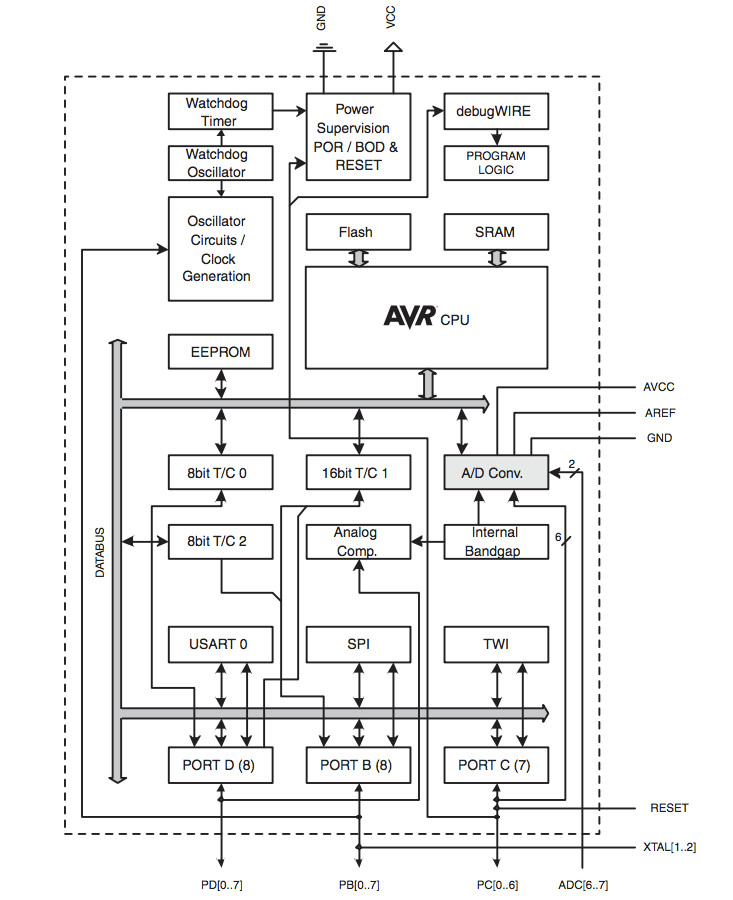 GND
VCC
Watchdog
Timer
Power
Supervision
POR / BOD &
RESET
debugWIRE
Watchdog
Oscillator
PROGRAM
LOGIC
Oscillator
Circuits /
Clock
Generation
Flash
SRAM
AVR CPU
EEPROM
AVCC
AREF
GND
8bit T/C 0
16bit T/C 1
A/D Conv.
2
DATABUS
8bit T/C 2
Analog
Comp.
Internal
Bandgap
6
USART 0
SPI
TWI
PORT D (8)
PORT B (8)
PORT C (7)
RESET
XTAL[1..2]
PD[0..7]
PB[0..7]
PC[0..6]
ADC[6..7]